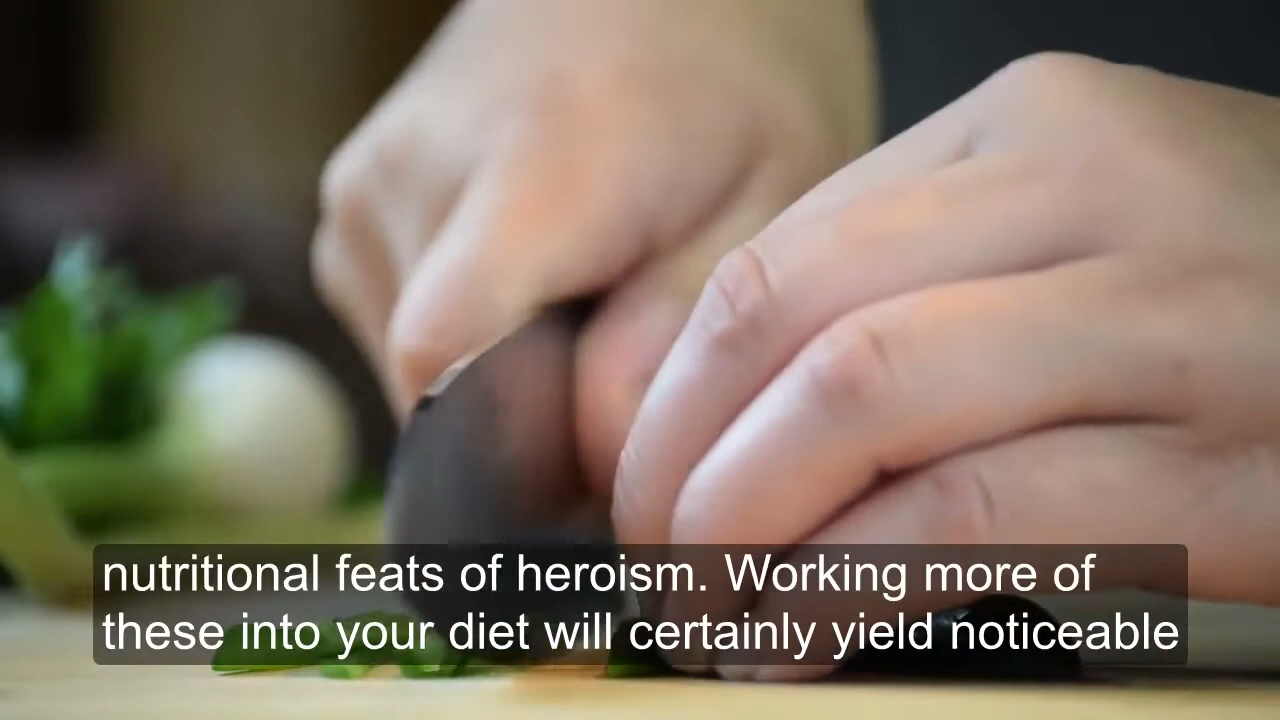 nutritional feats of heroism. Working more of
these into your diet will certainly yield noticeable